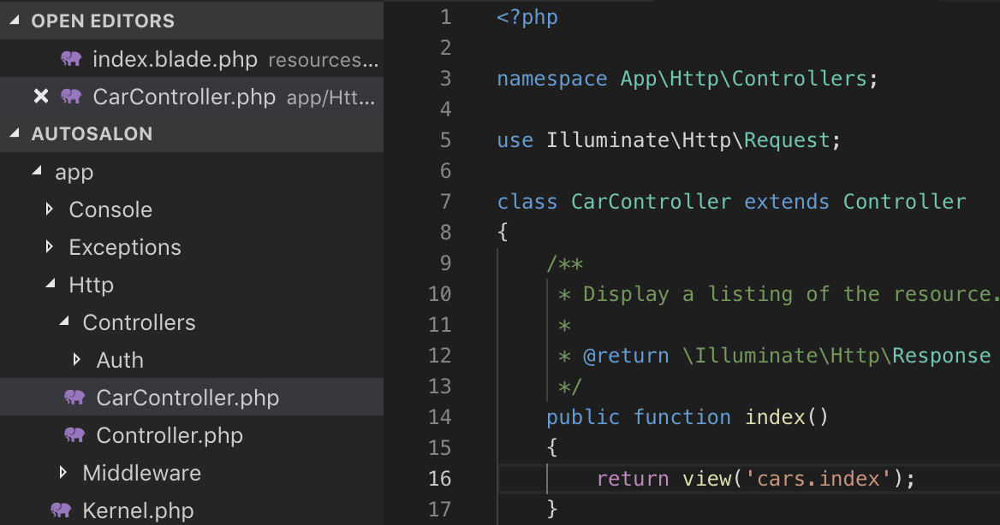 OPEN EDITORS
index.blade.php resources...
CarController.php app/Htt...
AUTOSALON
app
Console
Exceptions
Http
Controllers
Auth
CarController.php
Controller.php
Middleware
Kernel.php
1 <?php
2
3 namespace App\Http\Controllers;
4
5 use Illuminate\Http\Request;
6
7 class CarController extends Controller
8 {
9 /**
10 * Display a listing of the resource.
11 *
12 * @return \Illuminate\Http\Response
13 */
14 public function index()
15 {
16 return view('cars.index');
17 }